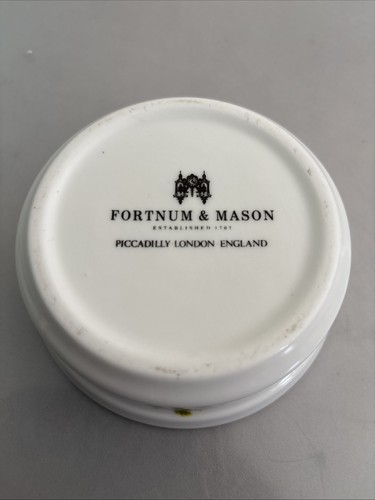 FORTNUM & MASON
ESTABLISHED 1707
PICCADILLY LONDON ENGLAND